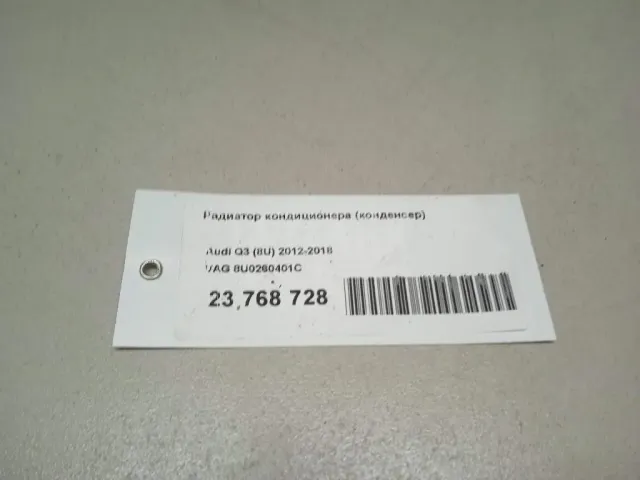 Радиатор кондиционера (конденсер)
Audi Q3 (8U) 2012-2018
VAG 8U0260401C
23 768 728